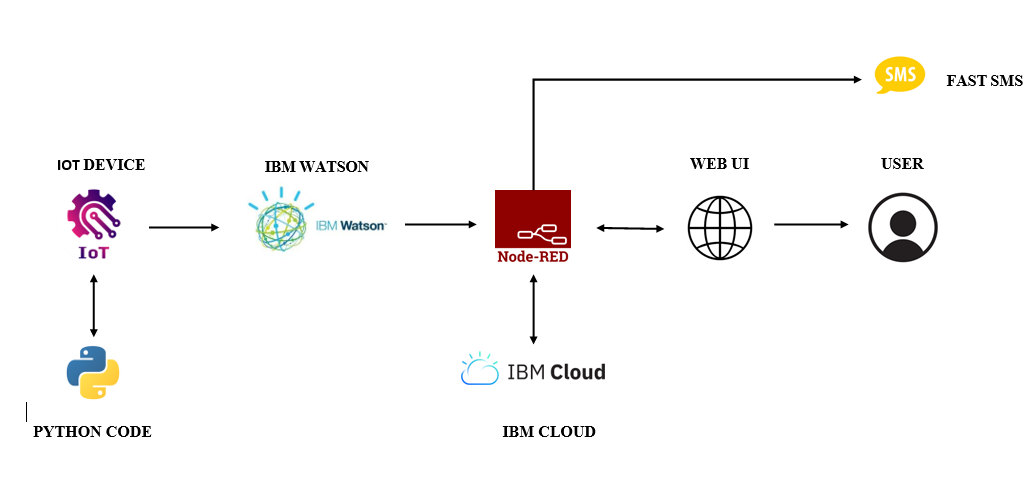 SMS
FAST SMS
IOT DEVICE
IBM WATSON
WEB UI
USER
IoT
IBM Watson™
Node-RED
IBM Cloud
PYTHON CODE
IBM CLOUD